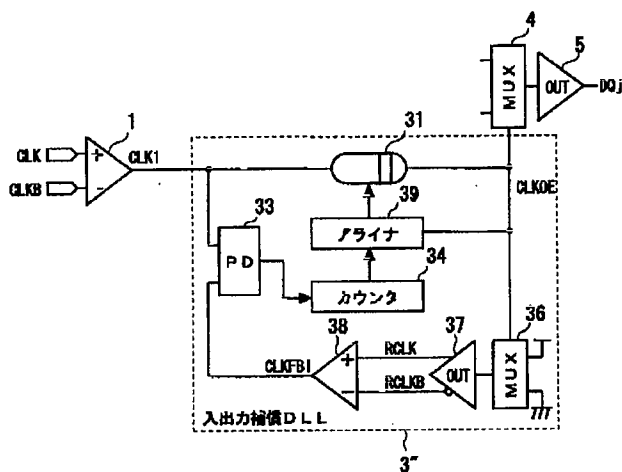 4
5
MUX
OUT
DQj
1
CLK
CLKB
+
-
CLK1
31
CLKOE
39
アライナ
33
PD
34
カウンタ
36
MUX
37
OUT
38
+
-
RCLK
RCLKB
CLKFBI
入出力補償DLL
3"